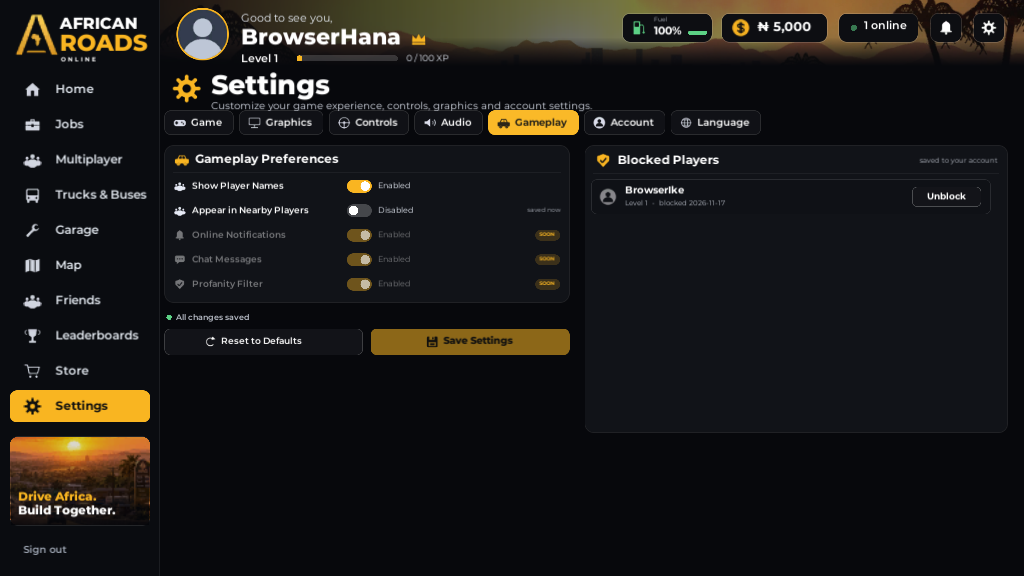 AFRICAN
ROADS
ONLINE
Home
Jobs
Multiplayer
Trucks & Buses
Garage
Map
Friends
Leaderboards
Store
Settings
Drive Africa.
Build Together.
Sign out
Good to see you,
BrowserHana
Level 1 0 / 100 XP
Fuel
100%
₦ 5,000
1 online
Settings
Customize your game experience, controls, graphics and account settings.
Game Graphics Controls Audio Gameplay Account Language
Gameplay Preferences
Show Player Names Enabled
Appear in Nearby Players Disabled saved now
Online Notifications Enabled SOON
Chat Messages Enabled SOON
Profanity Filter Enabled SOON
All changes saved
Reset to Defaults Save Settings
Blocked Players saved to your account
BrowserIke
Level 1 · blocked 2026-11-17
Unblock